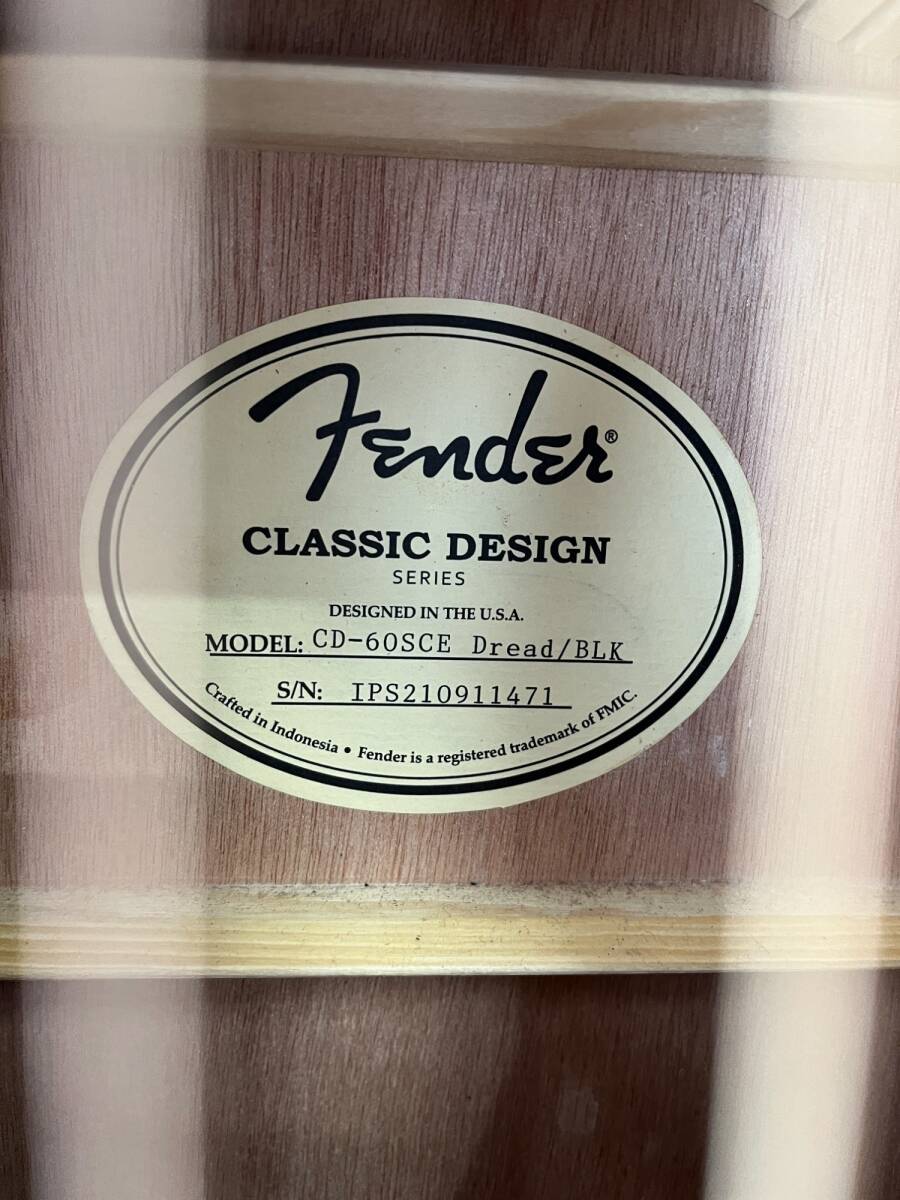 Fender®
CLASSIC DESIGN
SERIES
DESIGNED IN THE U.S.A.
MODEL: CD-60SCE Dread/BLK
S/N: IPS210911471
Crafted in Indonesia • Fender is a registered trademark of FMIC.